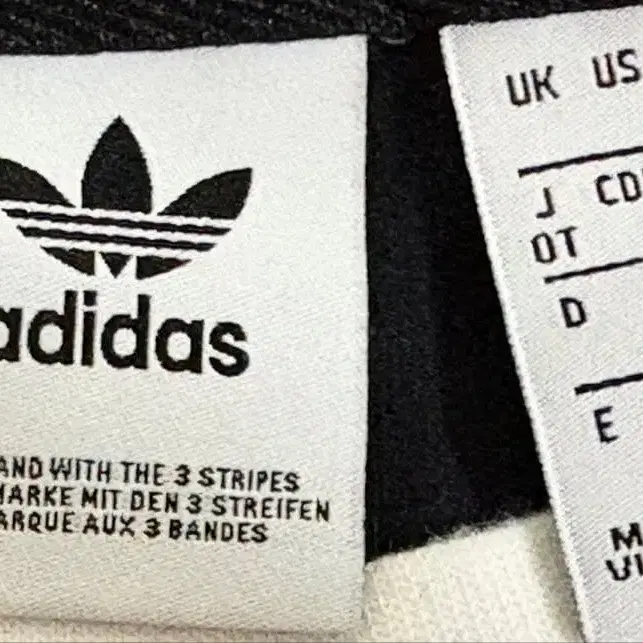 adidas
AND WITH THE 3 STRIPES
MARKE MIT DEN 3 STREIFEN
ARQUE AUX 3 BANDES
UK US
J CD
OT
D
E
M
VI